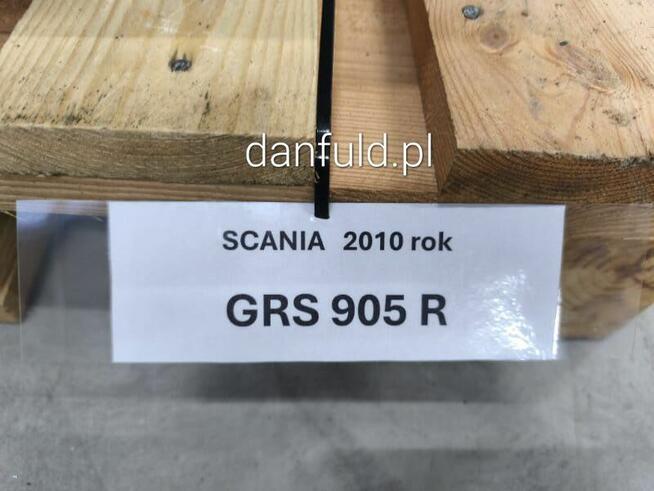 danfuld.pl
SCANIA 2010 rok
GRS 905 R